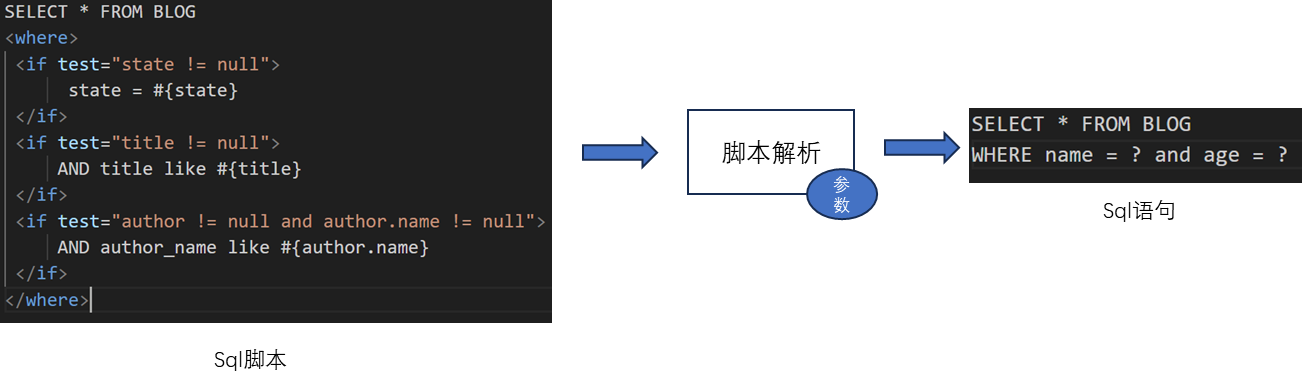 SELECT * FROM BLOG
<where>
<if test="state != null">
state = #{state}
</if>
<if test="title != null">
AND title like #{title}
</if>
<if test="author != null and author.name != null">
AND author_name like #{author.name}
</if>
</where>
Sql脚本
脚本解析
参
数
SELECT * FROM BLOG
WHERE name = ? and age = ?
Sql语句